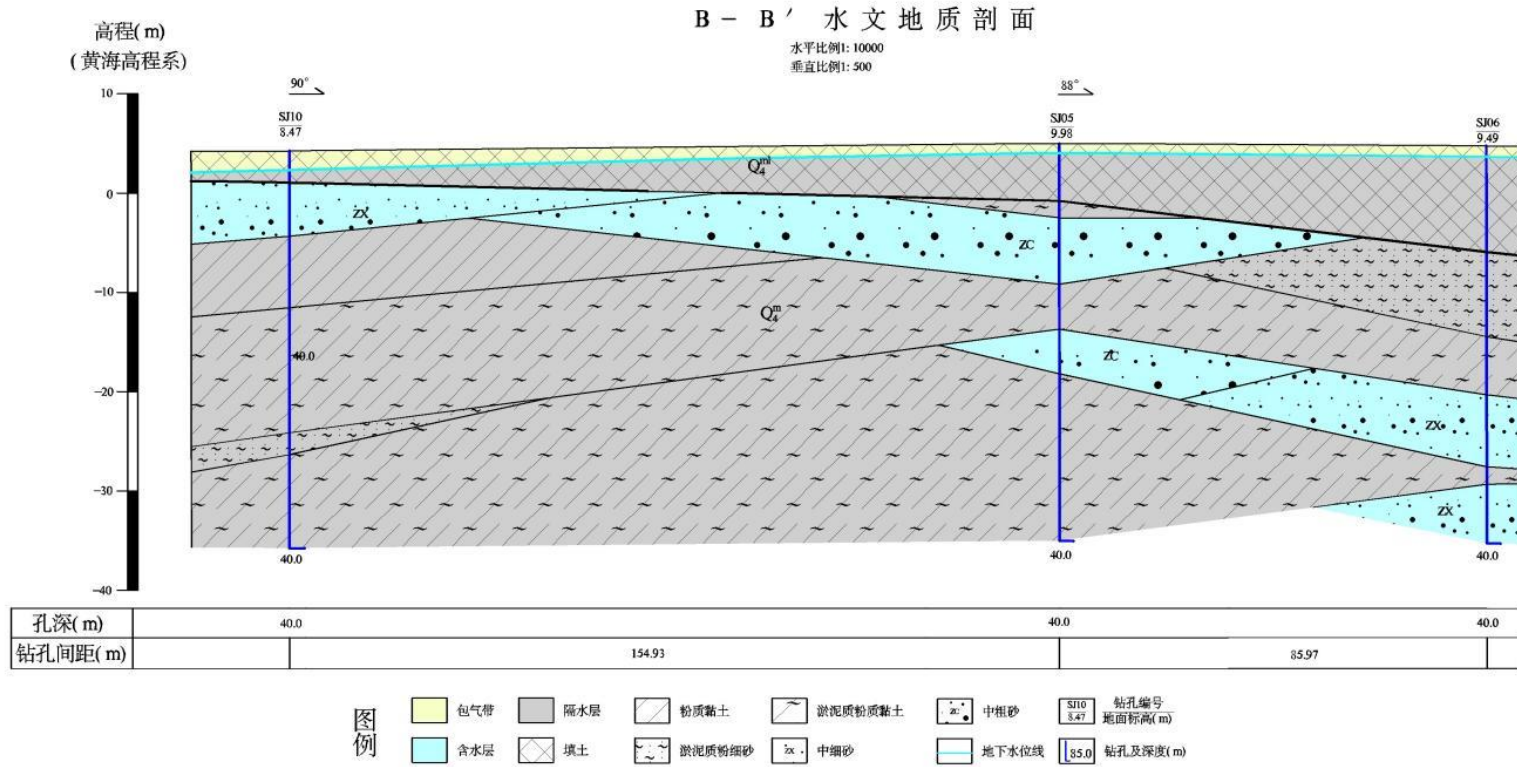 B - B′ 水文地质剖面
水平比例1: 10000
垂直比例1: 500
高程(m)
(黄海高程系)
90°
88°
SJ10
8.47
SJ05
9.98
SJ06
9.49
10
0
-10
-20
-30
-40
Q4ml
ZX
ZC
Q4m
40.0
ZC
ZX
ZX
40.0
40.0
40.0
孔深(m) 40.0 40.0 40.0
钻孔间距(m) 154.93 85.97
图例
包气带
隔水层
粉质黏土
淤泥质粉质黏土
ZC 中粗砂
SJ10
8.47
钻孔编号
地面标高(m)
含水层
填土
淤泥质粉细砂
ZX 中细砂
地下水位线
85.0 钻孔及深度(m)